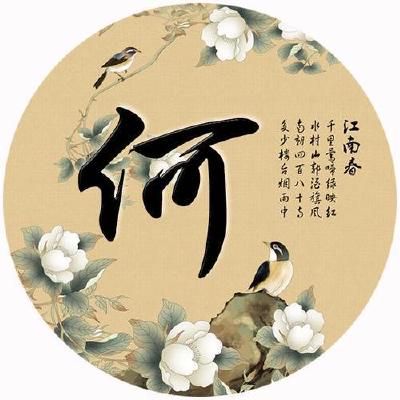 何
江南春
千里莺啼绿映红
水村山郭酒旗风
南朝四百八十寺
多少楼台烟雨中